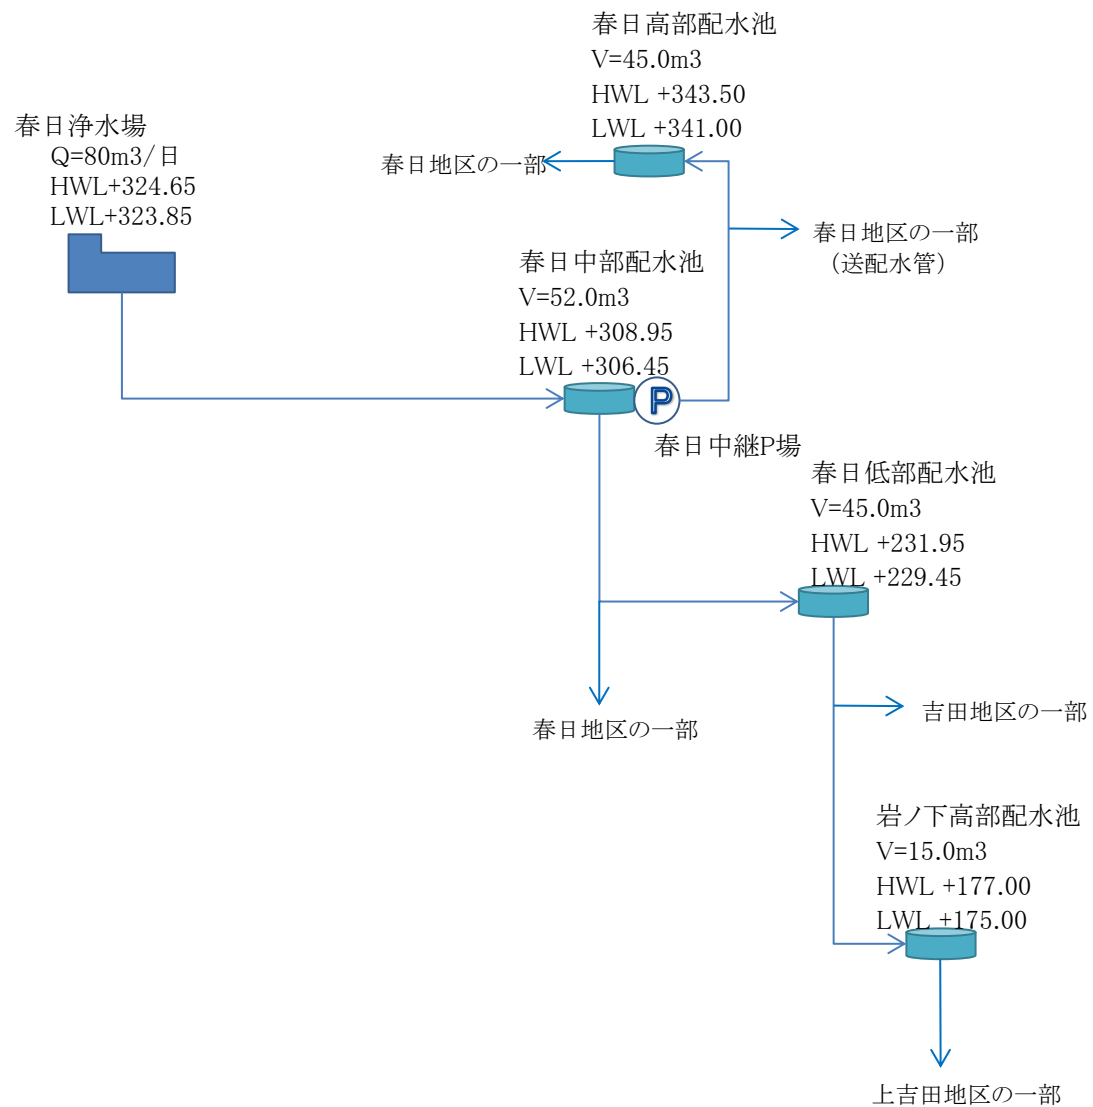 春日高部配水池
V=45.0m3
HWL +343.50
LWL +341.00
春日浄水場
Q=80m3/日
HWL+324.65
LWL+323.85
春日地区の一部
春日地区の一部
（送配水管）
春日中部配水池
V=52.0m3
HWL +308.95
LWL +306.45
P
春日中継P場
春日低部配水池
V=45.0m3
HWL +231.95
LWL +229.45
春日地区の一部
吉田地区の一部
岩ノ下高部配水池
V=15.0m3
HWL +177.00
LWL +175.00
上吉田地区の一部